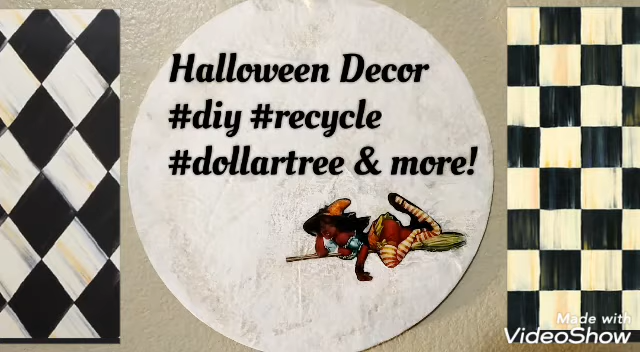 Halloween Decor
#diy #recycle
#dollartree & more!
Made with
VideoShow